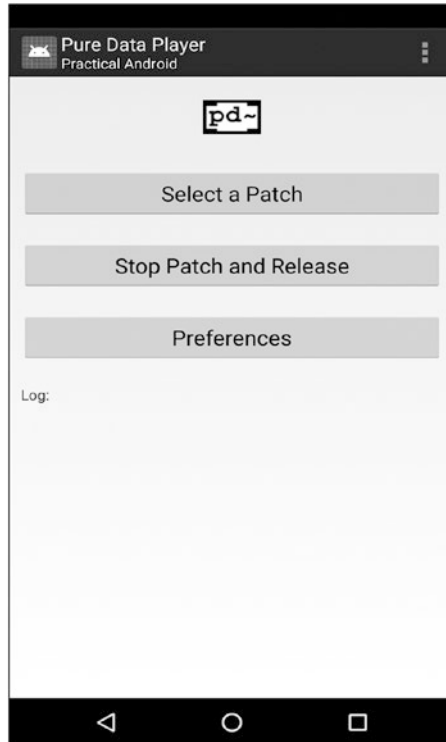 Pure Data Player
Practical Android
pd~
Select a Patch
Stop Patch and Release
Preferences
Log: